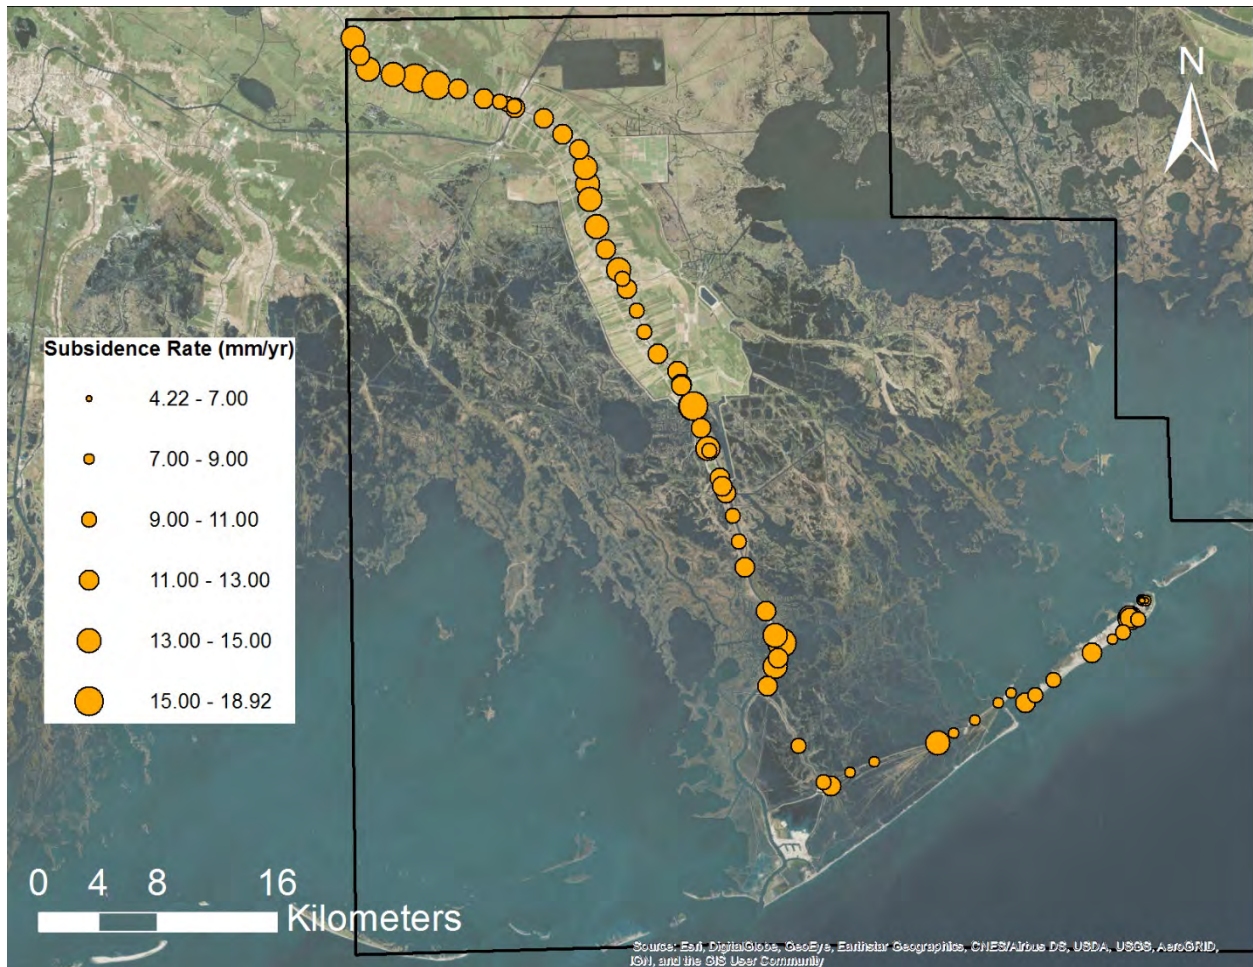 N
Subsidence Rate (mm/yr)
4.22 - 7.00
7.00 - 9.00
9.00 - 11.00
11.00 - 13.00
13.00 - 15.00
15.00 - 18.92
0 4 8 16
Kilometers
Source: Esri, DigitalGlobe, GeoEye, Earthstar Geographics, CNES/Airbus DS, USDA, USGS, AeroGRID,
IGN, and the GIS User Community